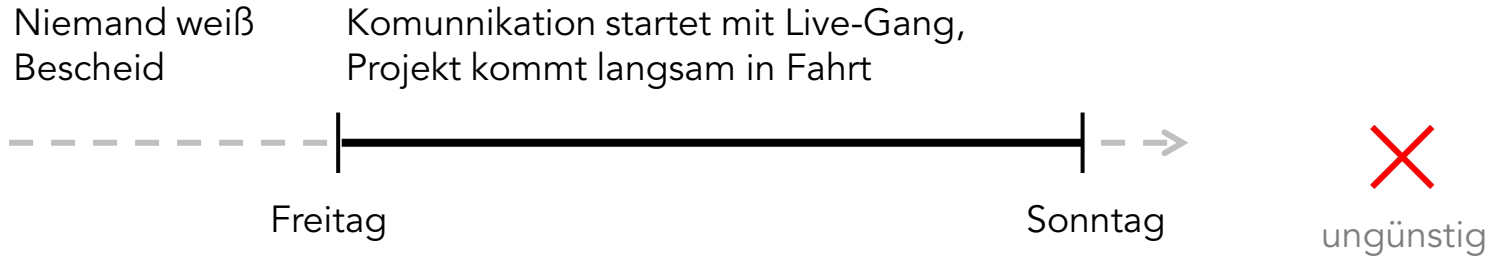 Niemand weiß
Bescheid
Komunnikation startet mit Live-Gang,
Projekt kommt langsam in Fahrt
Freitag
Sonntag
ungünstig